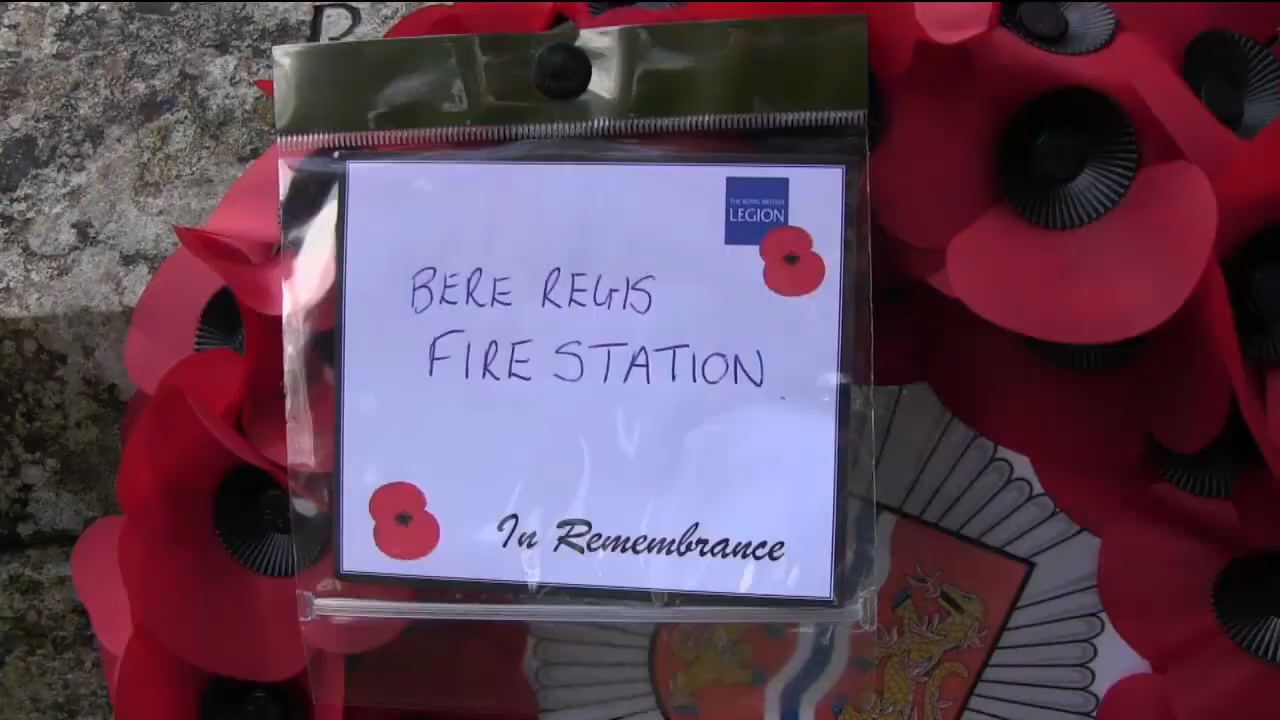 P
THE ROYAL BRITISH
LEGION
BERE REGIS
FIRE STATION
In Remembrance